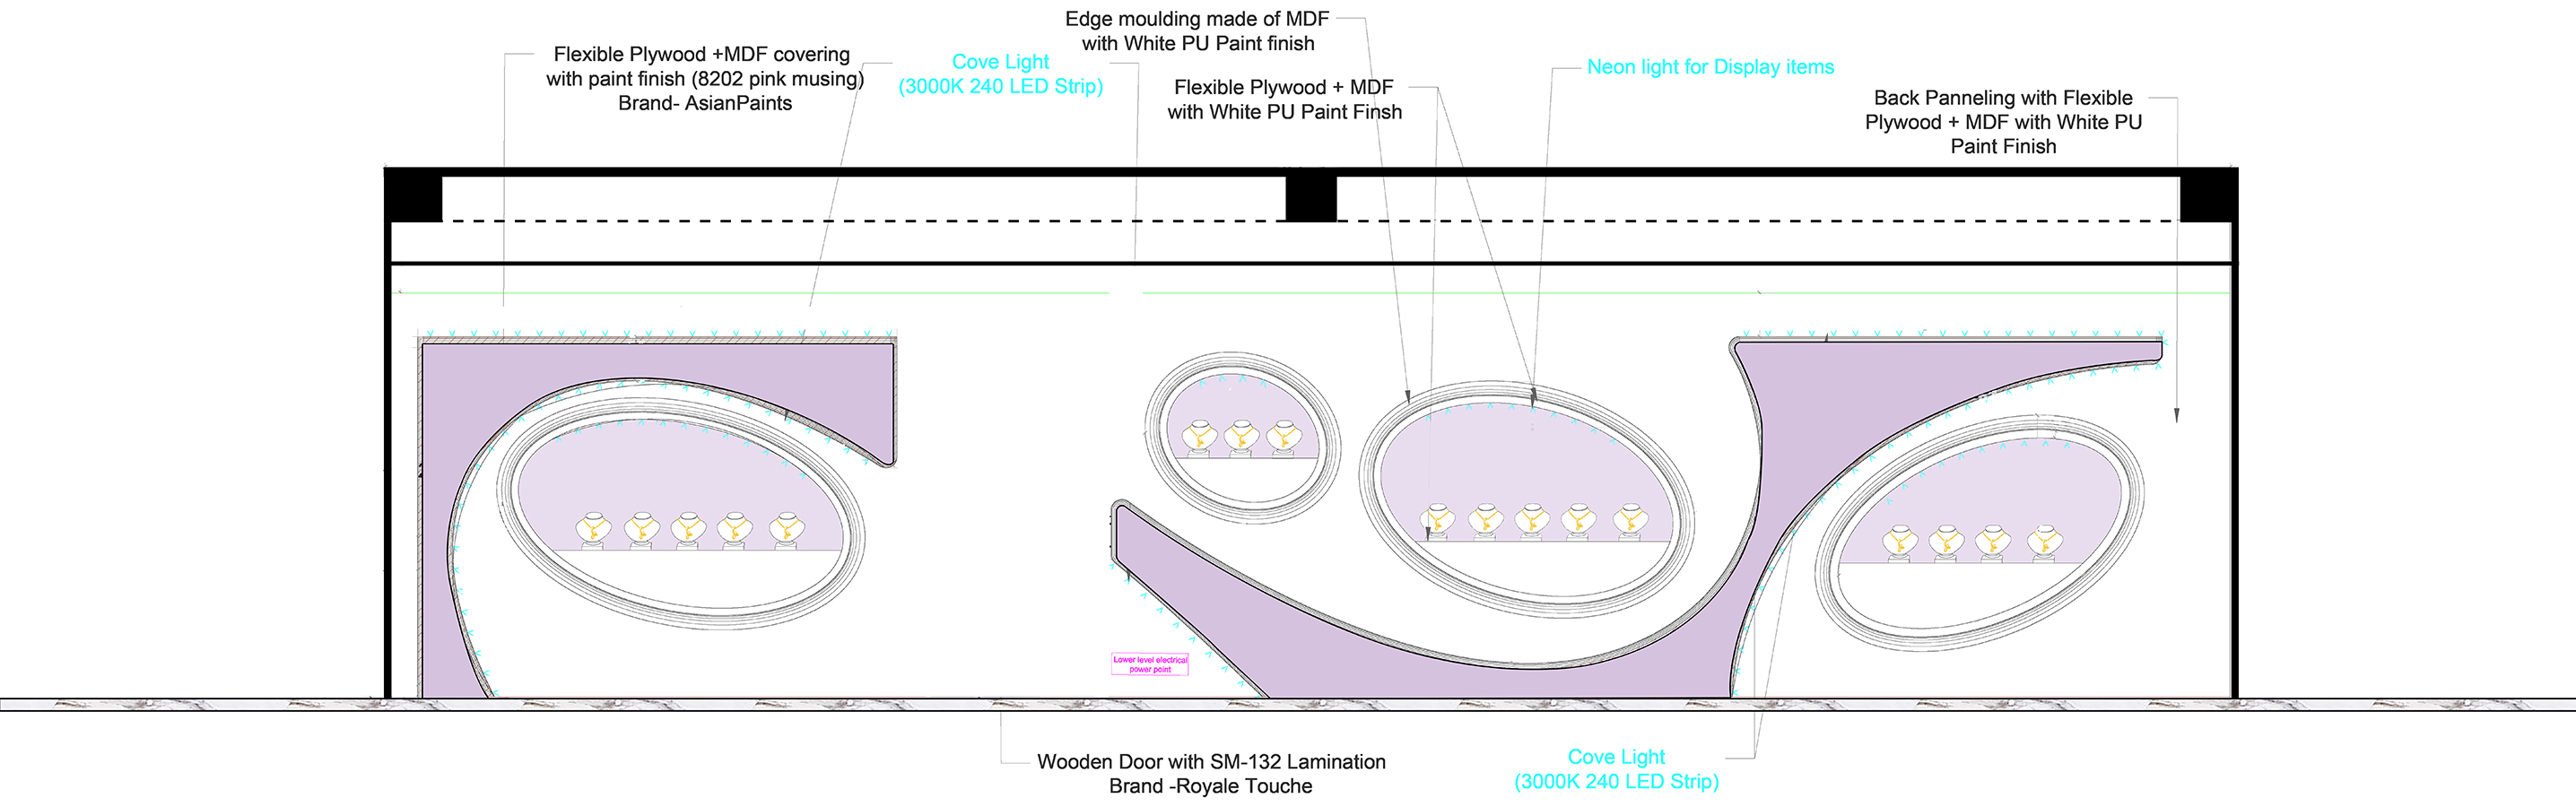 Edge moulding made of MDF
with White PU Paint finish
Flexible Plywood +MDF covering
with paint finish (8202 pink musing)
Brand- AsianPaints
Cove Light
(3000K 240 LED Strip)
Flexible Plywood + MDF
with White PU Paint Finsh
Neon light for Display items
Back Panneling with Flexible
Plywood + MDF with White PU
Paint Finish
Lower level electrical
power point
Wooden Door with SM-132 Lamination
Brand -Royale Touche
Cove Light
(3000K 240 LED Strip)